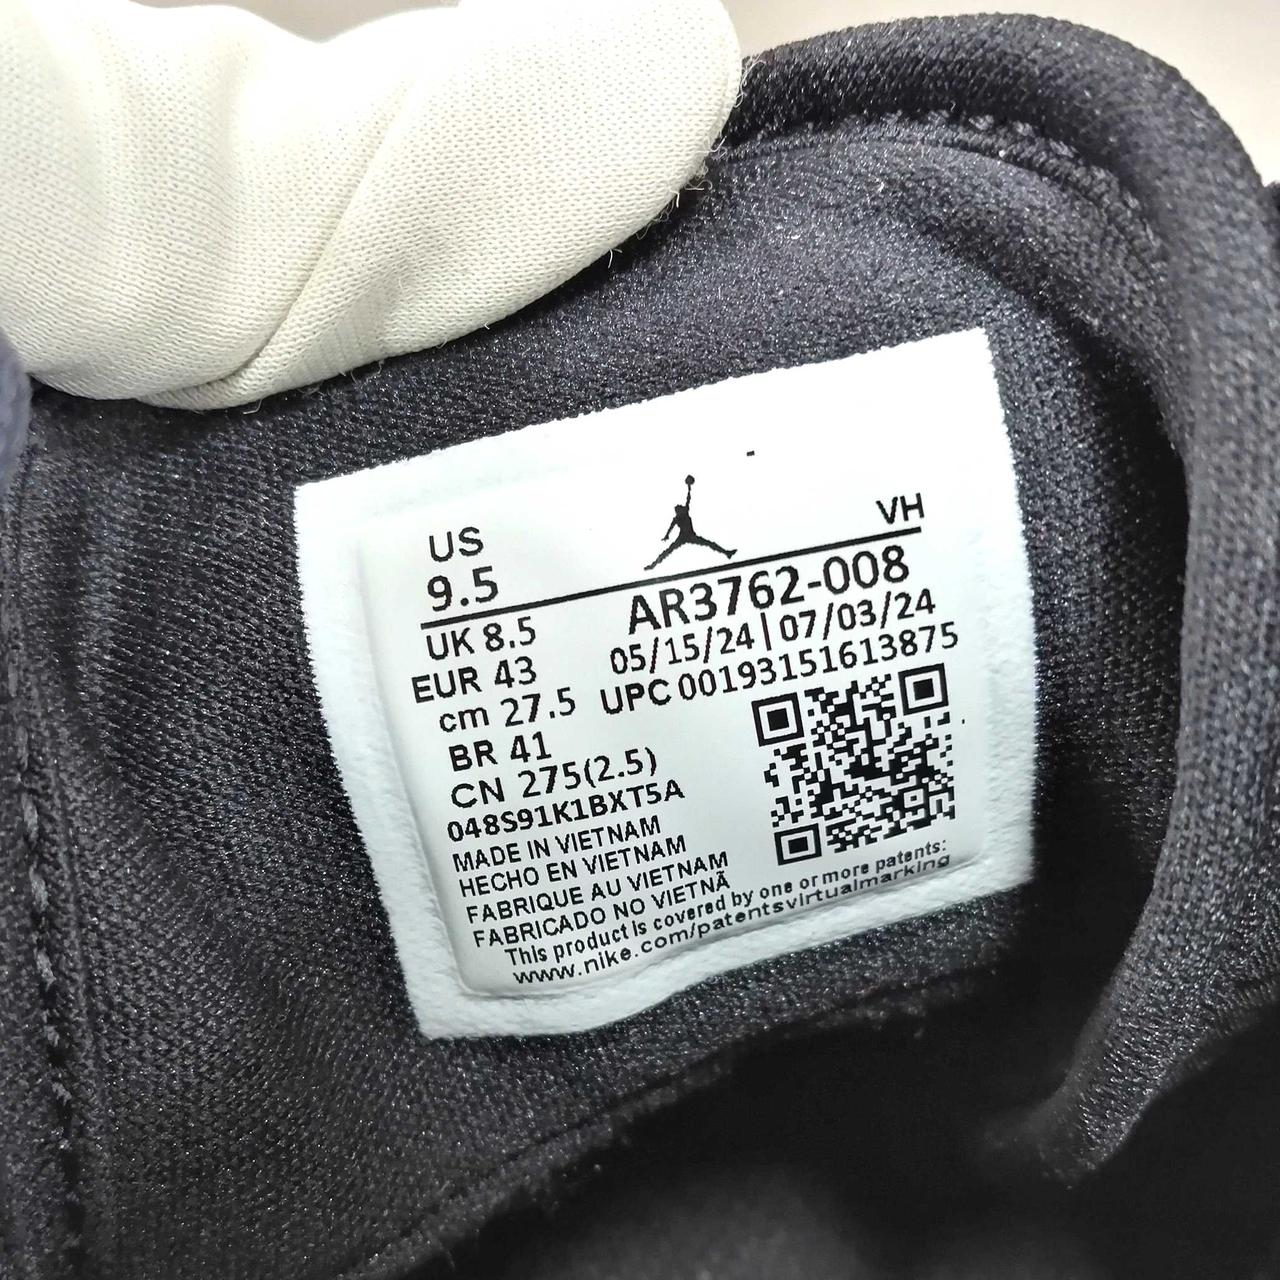 US
9.5
VH
UK 8.5
EUR 43
cm 27.5
BR 41
CN 275(2.5)
AR3762-008
05/15/24|07/03/24
UPC 00193151613875
048S91K1BXT5A
MADE IN VIETNAM
HECHO EN VIETNAM
FABRIQUE AU VIETNAM
FABRICADO NO VIETNÃ
This product is covered by one or more patents:
www.nike.com/patentsvirtualmarking